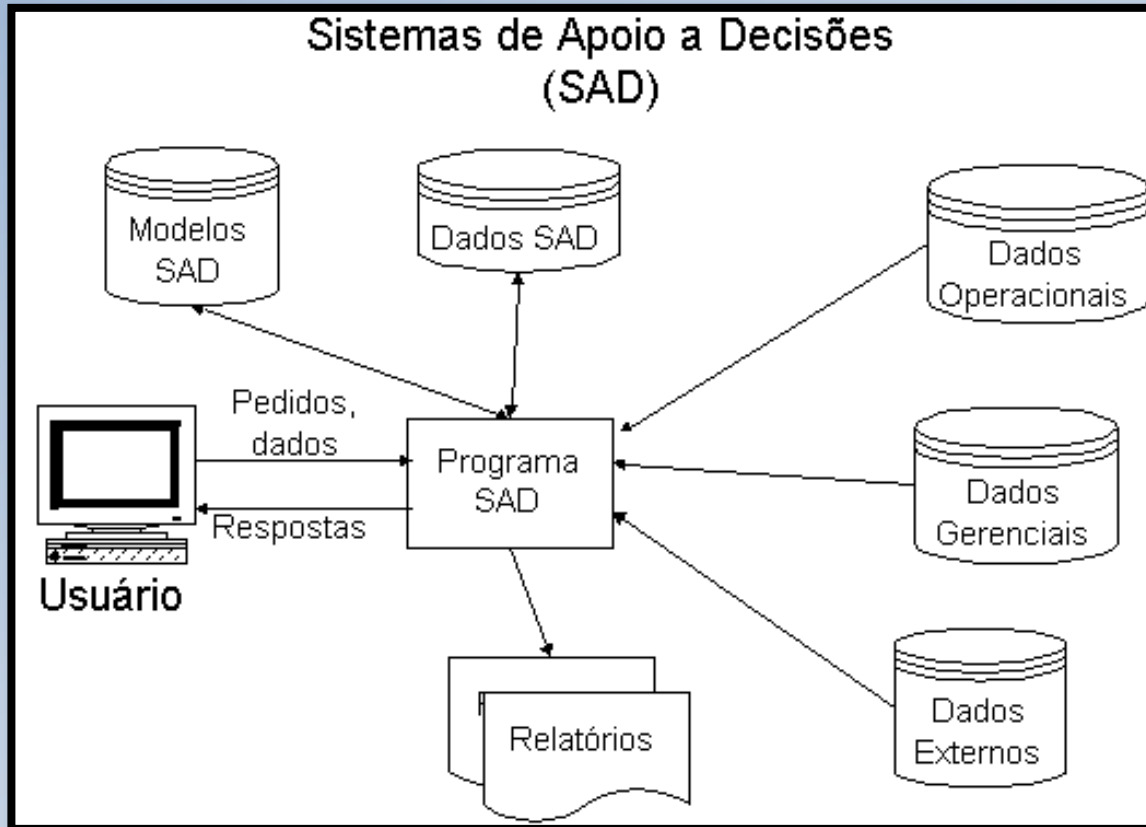 Sistemas de Apoio a Decisões
(SAD)
Modelos
SAD
Dados SAD
Dados
Operacionais
Pedidos,
dados
Programa
SAD
Respostas
Usuário
Dados
Gerenciais
Relatórios
Dados
Externos